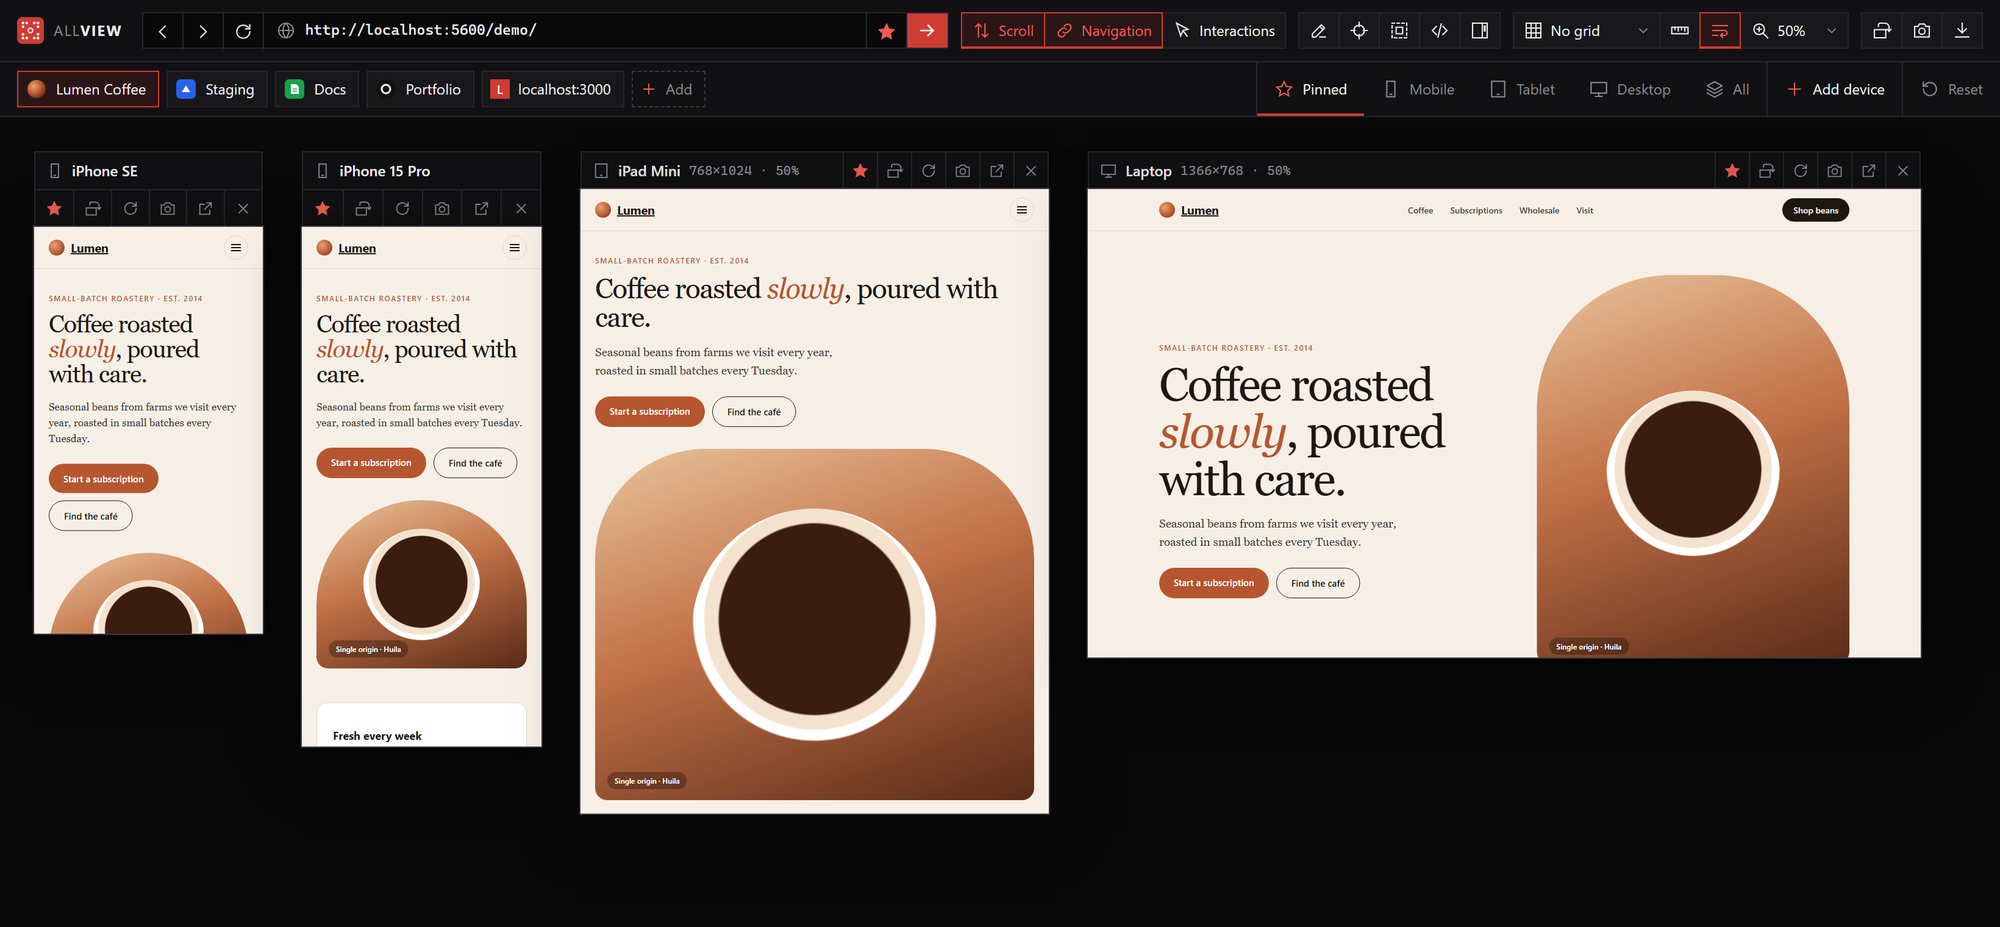 ALLVIEW
http://localhost:5600/demo/
Scroll
Navigation
Interactions
No grid
50%
Lumen Coffee
Staging
Docs
Portfolio
L localhost:3000
Add
Pinned
Mobile
Tablet
Desktop
All
Add device
Reset
iPhone SE
Lumen
SMALL-BATCH ROASTERY · EST. 2014
Coffee roasted
slowly, poured
with care.
Seasonal beans from farms we visit every
year, roasted in small batches every
Tuesday.
Start a subscription
Find the café
iPhone 15 Pro
Lumen
SMALL-BATCH ROASTERY · EST. 2014
Coffee roasted
slowly, poured with
care.
Seasonal beans from farms we visit every
year, roasted in small batches every Tuesday.
Start a subscription
Find the café
Single origin · Huila
Fresh every week
iPad Mini 768×1024 · 50%
Lumen
SMALL-BATCH ROASTERY · EST. 2014
Coffee roasted slowly, poured with
care.
Seasonal beans from farms we visit every year,
roasted in small batches every Tuesday.
Start a subscription
Find the café
Single origin · Huila
Laptop 1366×768 · 50%
Lumen
Coffee
Subscriptions
Wholesale
Visit
Shop beans
SMALL-BATCH ROASTERY · EST. 2014
Coffee roasted
slowly, poured
with care.
Seasonal beans from farms we visit every year,
roasted in small batches every Tuesday.
Start a subscription
Find the café
Single origin · Huila